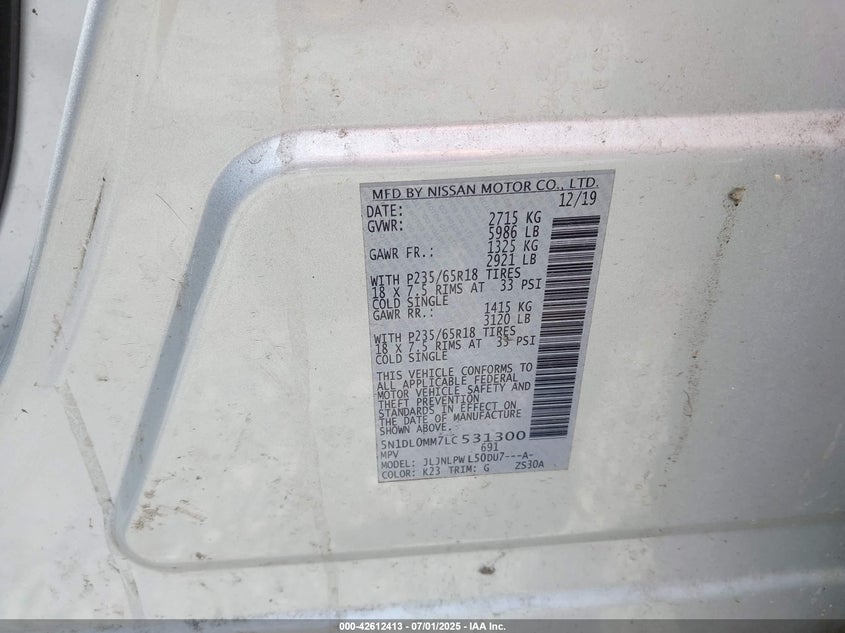 MFD BY NISSAN MOTOR CO., LTD.
DATE: 12/19
GVWR: 2715 KG
5986 LB
GAWR FR.: 1325 KG
2921 LB
WITH P235/65R18 TIRES
18 X 7.5 RIMS AT 33 PSI
COLD SINGLE
GAWR RR.: 1415 KG
3120 LB
WITH P235/65R18 TIRES
18 X 7.5 RIMS AT 33 PSI
COLD SINGLE
THIS VEHICLE CONFORMS TO
ALL APPLICABLE FEDERAL
MOTOR VEHICLE SAFETY AND
THEFT PREVENTION
STANDARDS IN EFFECT ON
THE DATE OF MANUFACTURE
SHOWN ABOVE.
5N1DL0MM7LC531300
MPV 691
MODEL: JLJNLPWL50DU7---A-
COLOR: K23 TRIM: G ZS30A
000-42612413 - 07/01/2025 - IAA Inc.